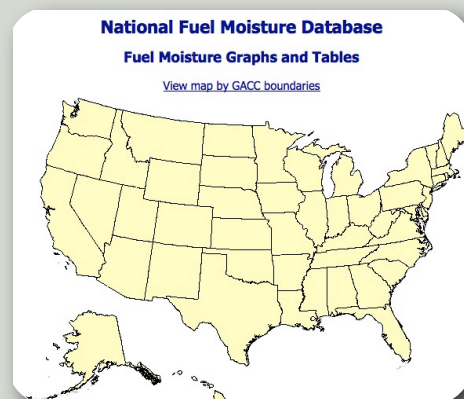 National Fuel Moisture Database
Fuel Moisture Graphs and Tables
View map by GACC boundaries